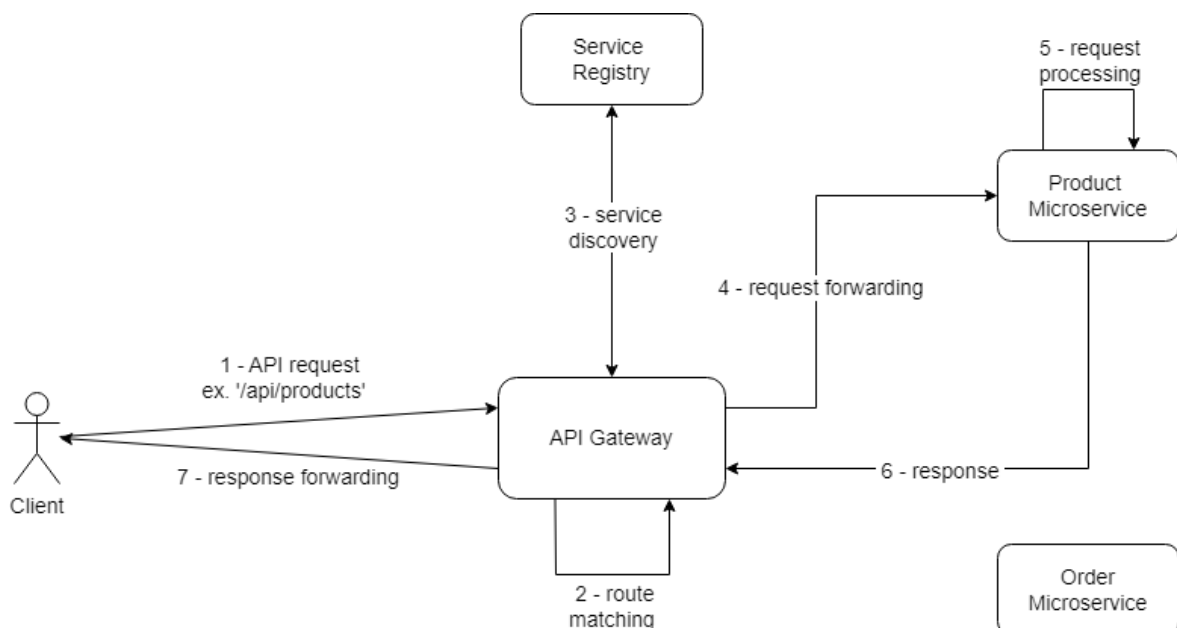 Service
Registry
5 - request
processing
Product
Microservice
3 - service
discovery
4 - request forwarding
1 - API request
ex. '/api/products'
API Gateway
7 - response forwarding
6 - response
Client
2 - route
matching
Order
Microservice